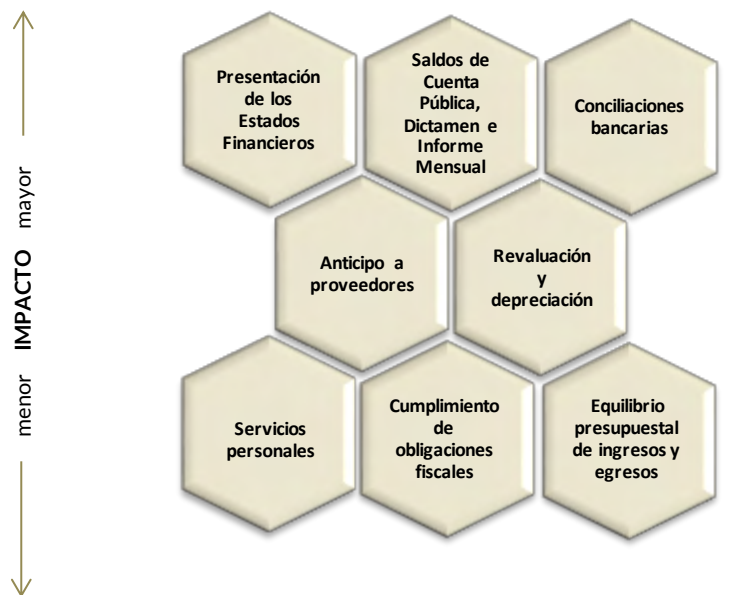 Presentación
de los
Estados
Financieros
Saldos de
Cuenta
Pública,
Dictamen e
Informe
Mensual
Conciliaciones
bancarias
menor IMPACTO mayor
Anticipo a
proveedores
Revaluación
y
depreciación
Servicios
personales
Cumplimiento
de
obligaciones
fiscales
Equilibrio
presupuestal
de ingresos y
egresos